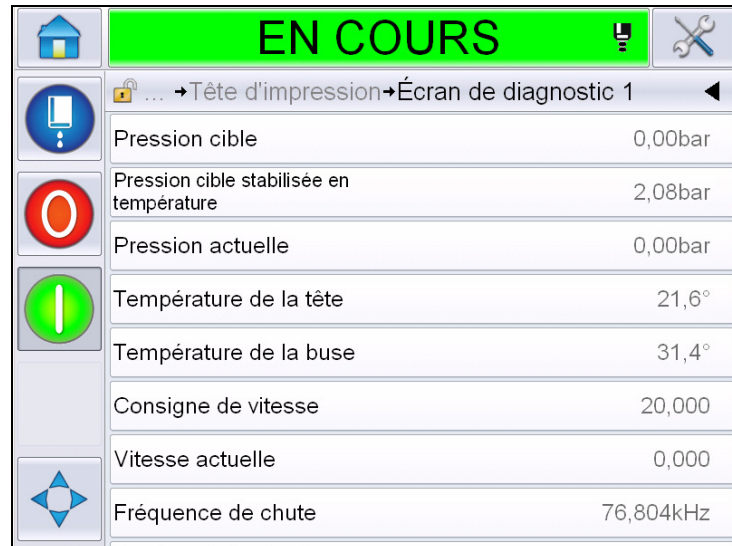 EN COURS
... →Tête d'impression→Écran de diagnostic 1
Pression cible 0,00bar
Pression cible stabilisée en
température 2,08bar
Pression actuelle 0,00bar
Température de la tête 21,6°
Température de la buse 31,4°
Consigne de vitesse 20,000
Vitesse actuelle 0,000
Fréquence de chute 76,804kHz